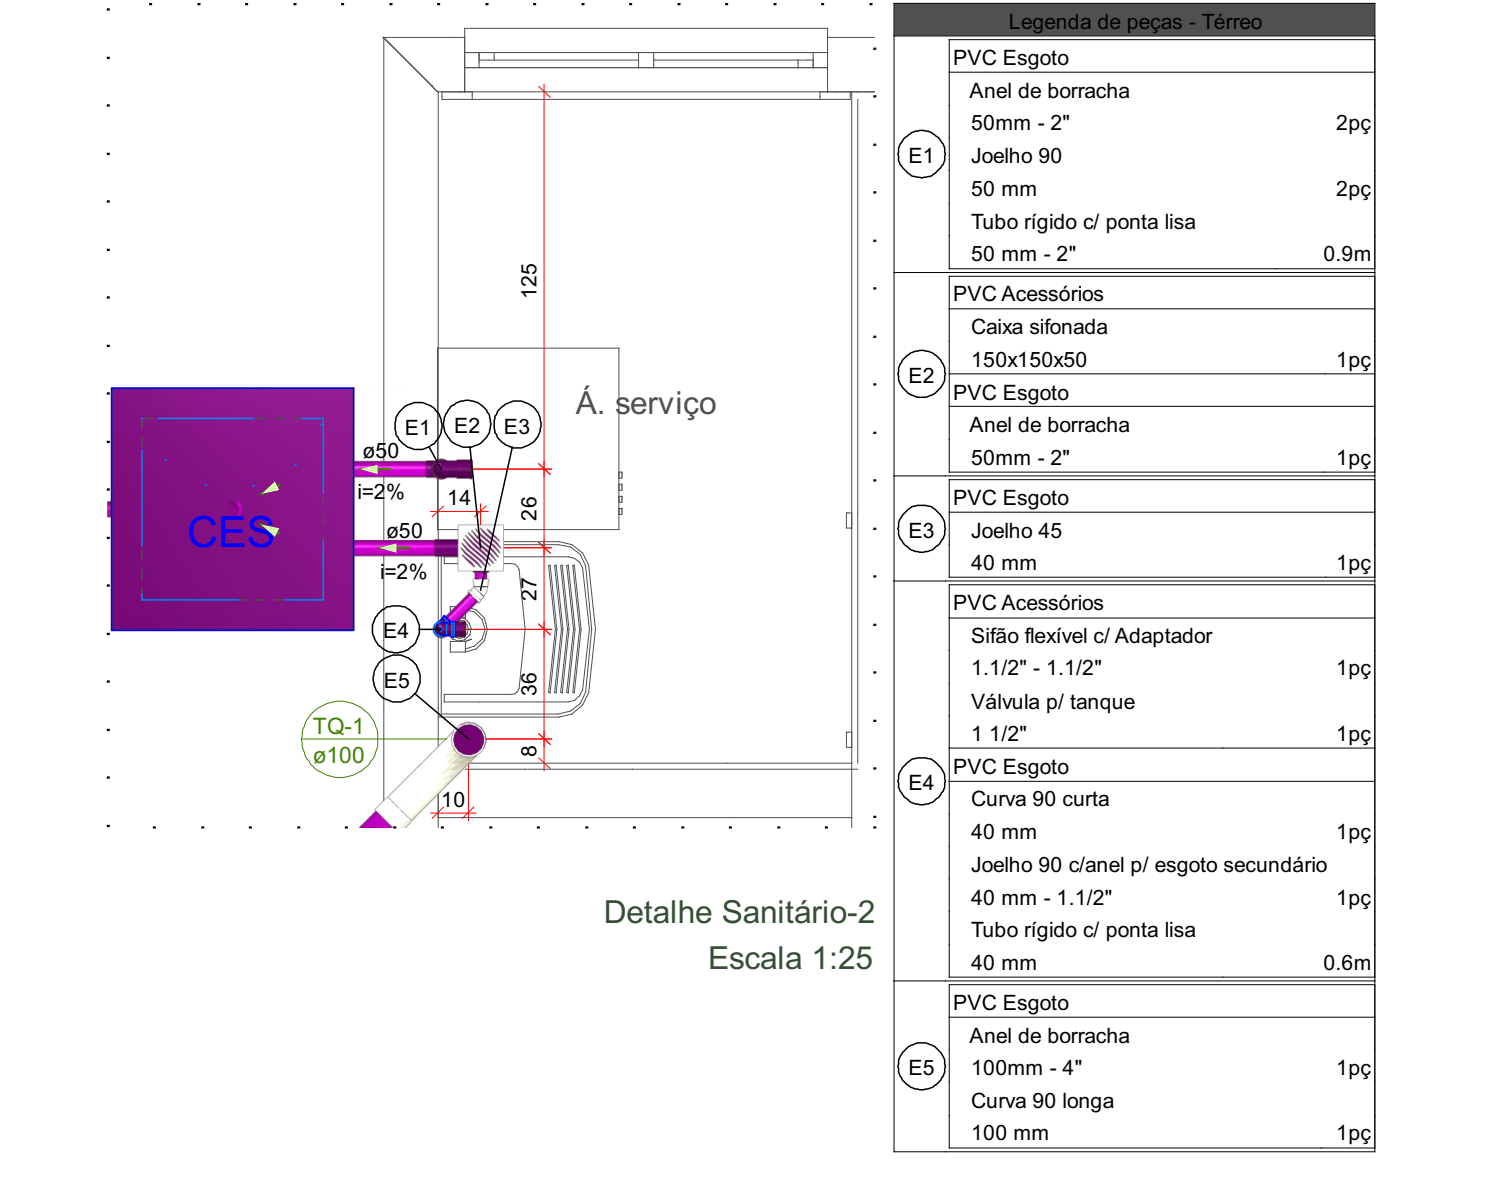 125
Á. serviço
E1
E2
E3
ø50
i=2%
14
26
CES
ø50
i=2%
27
E4
E5
36
TQ-1
ø100
8
10
Detalhe Sanitário-2
Escala 1:25
Legenda de peças - Térreo
E1
PVC Esgoto
Anel de borracha
50mm - 2" 2pç
Joelho 90
50 mm 2pç
Tubo rígido c/ ponta lisa
50 mm - 2" 0.9m
E2
PVC Acessórios
Caixa sifonada
150x150x50 1pç
PVC Esgoto
Anel de borracha
50mm - 2" 1pç
E3
PVC Esgoto
Joelho 45
40 mm 1pç
E4
PVC Acessórios
Sifão flexível c/ Adaptador
1.1/2" - 1.1/2" 1pç
Válvula p/ tanque
1 1/2" 1pç
PVC Esgoto
Curva 90 curta
40 mm 1pç
Joelho 90 c/anel p/ esgoto secundário
40 mm - 1.1/2" 1pç
Tubo rígido c/ ponta lisa
40 mm 0.6m
E5
PVC Esgoto
Anel de borracha
100mm - 4" 1pç
Curva 90 longa
100 mm 1pç